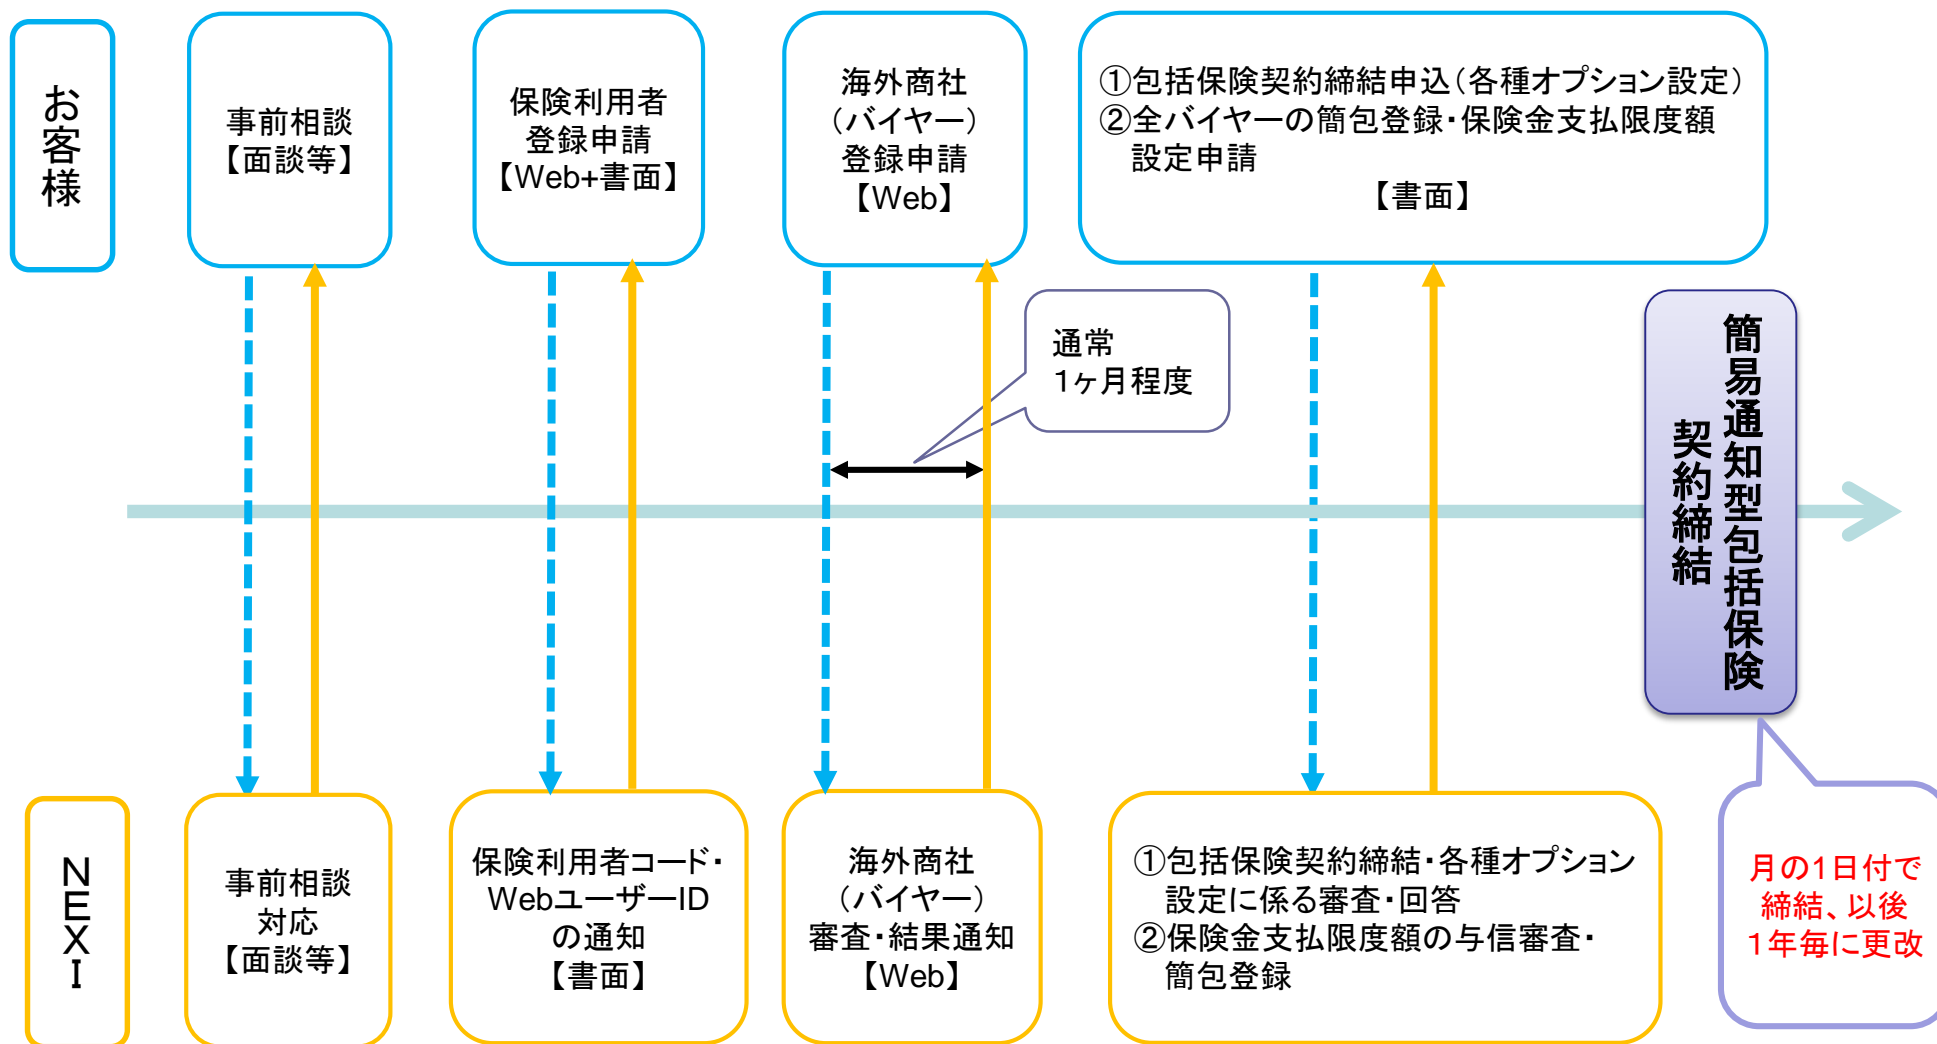 お客様
事前相談
【面談等】
保険利用者
登録申請
【Web+書面】
海外商社
（バイヤー）
登録申請
【Web】
①包括保険契約締結申込（各種オプション設定）
②全バイヤーの簡包登録・保険金支払限度額
設定申請
【書面】
通常
1ヶ月程度
簡易通知型包括保険
契約締結
NEXI
事前相談
対応
【面談等】
保険利用者コード・
WebユーザーID
の通知
【書面】
海外商社
（バイヤー）
審査・結果通知
【Web】
①包括保険契約締結・各種オプション
設定に係る審査・回答
②保険金支払限度額の与信審査・
簡包登録
月の1日付で
締結、以後
1年毎に更改